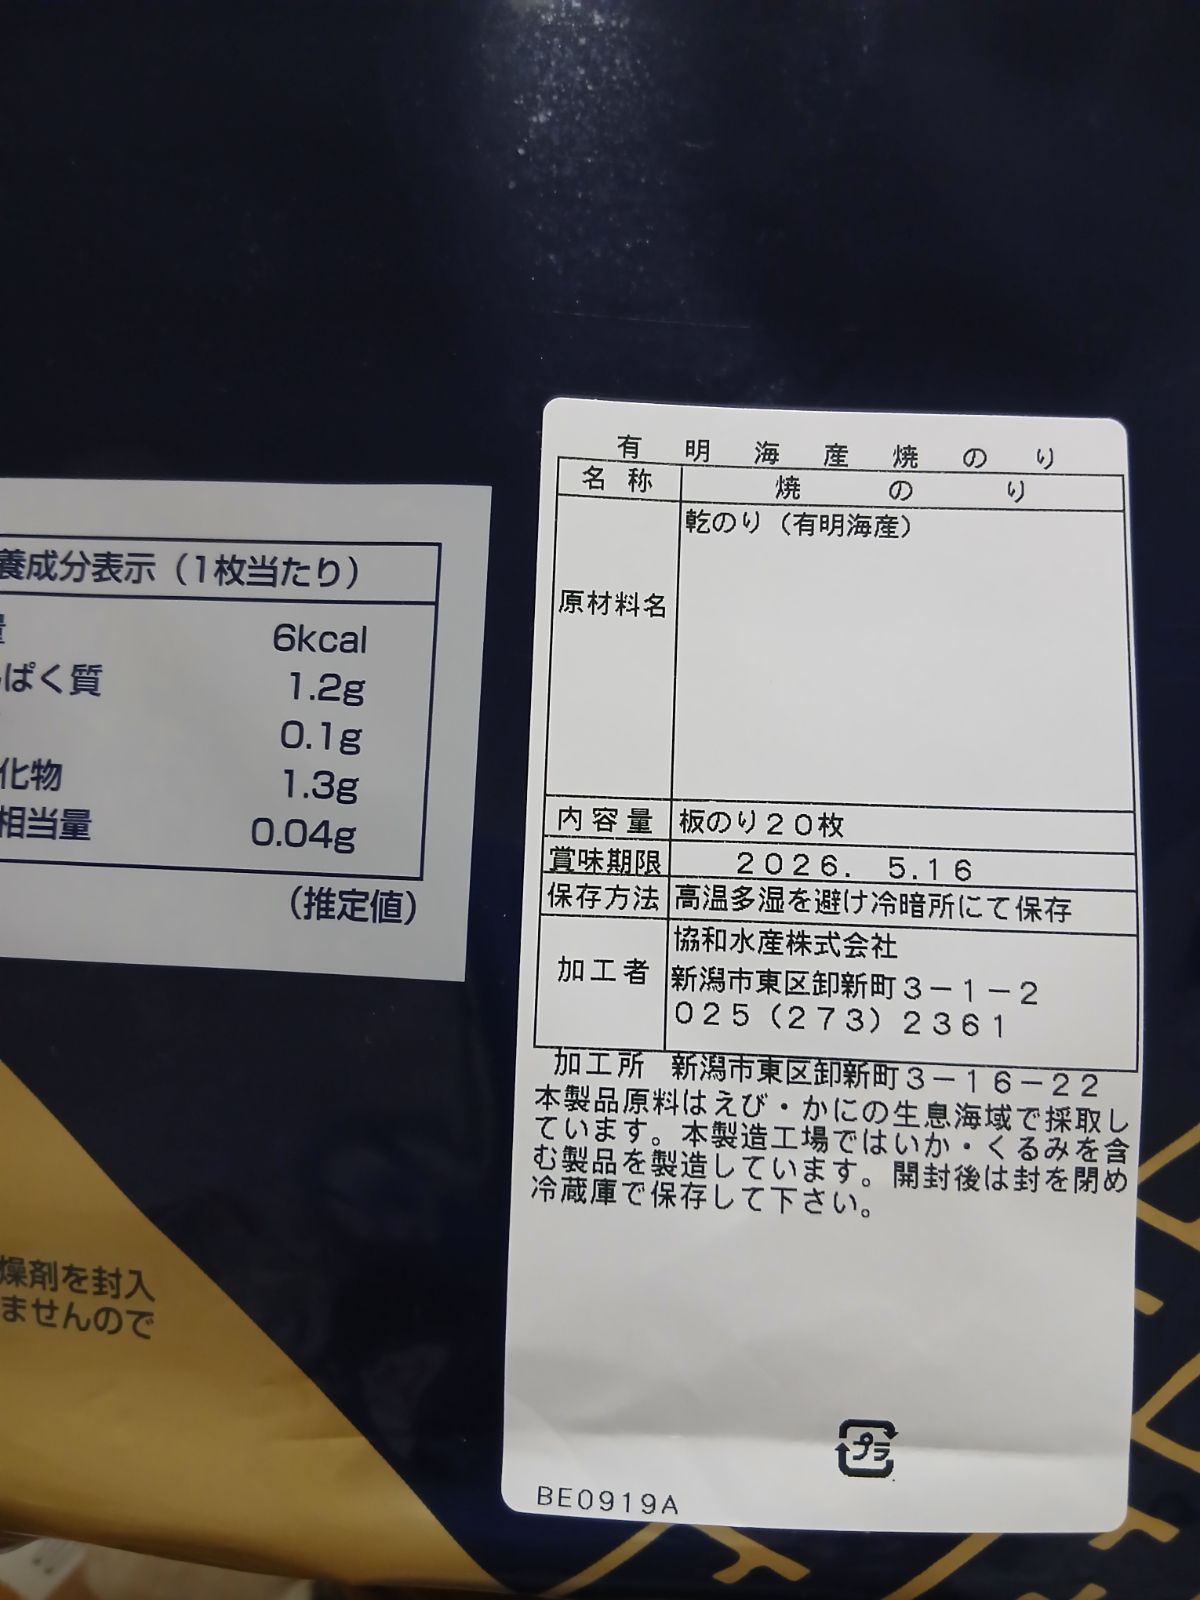 養成分表示（1枚当たり）
量 6kcal
ぱく質 1.2g
0.1g
化物 1.3g
相当量 0.04g
（推定値）
燥剤を封入
ませんので
有明海産焼のり
名称 焼のり
原材料名 乾のり（有明海産）
内容量 板のり２０枚
賞味期限 2026. 5.16
保存方法 高温多湿を避け冷暗所にて保存
加工者 協和水産株式会社
新潟市東区卸新町３－１－２
０２５（２７３）２３６１
加工所 新潟市東区卸新町３－１６－２２
本製品原料はえび・かにの生息海域で採取し
ています。本製造工場ではいか・くるみを含
む製品を製造しています。開封後は封を閉め
冷蔵庫で保存して下さい。
プラ
BE0919A